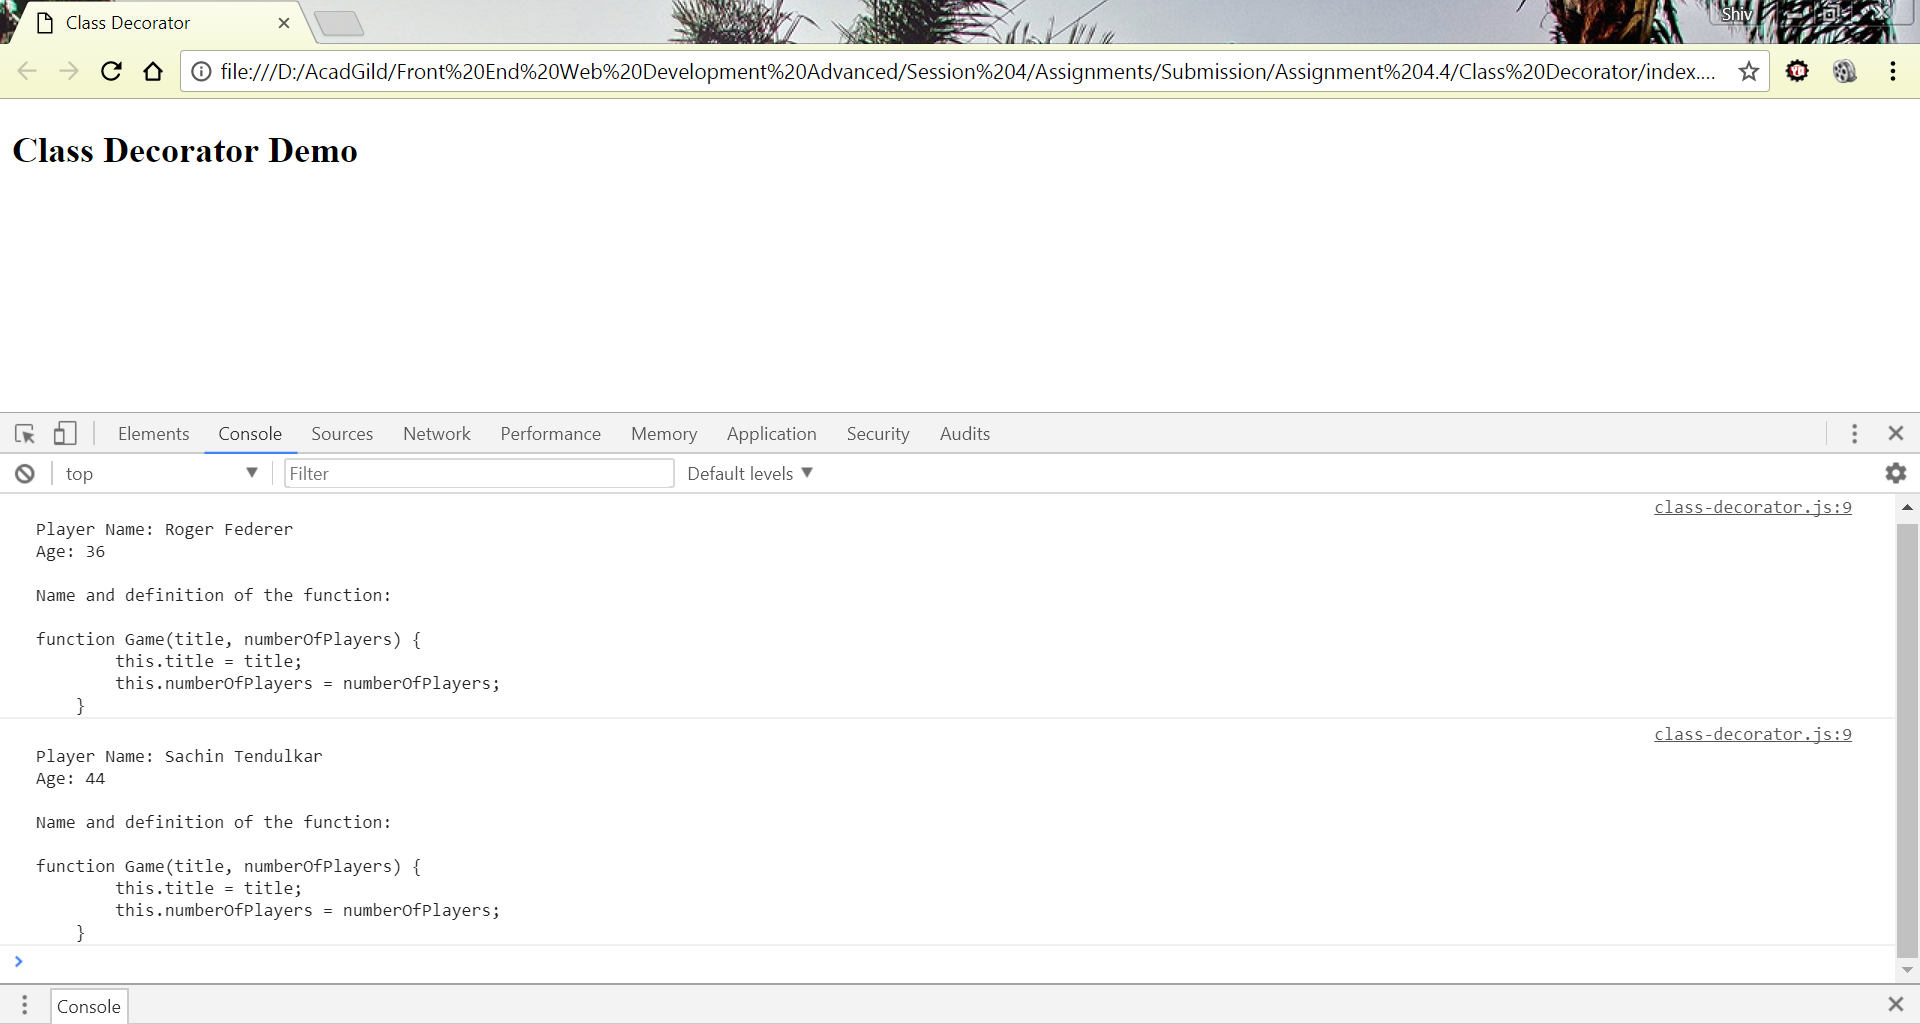 Class Decorator
Shiv
file:///D:/AcadGild/Front%20End%20Web%20Development%20Advanced/Session%204/Assignments/Submission/Assignment%204.4/Class%20Decorator/index....
Class Decorator Demo
Elements Console Sources Network Performance Memory Application Security Audits
top Filter Default levels
class-decorator.js:9
Player Name: Roger Federer
Age: 36
Name and definition of the function:
function Game(title, numberOfPlayers) {
this.title = title;
this.numberOfPlayers = numberOfPlayers;
}
class-decorator.js:9
Player Name: Sachin Tendulkar
Age: 44
Name and definition of the function:
function Game(title, numberOfPlayers) {
this.title = title;
this.numberOfPlayers = numberOfPlayers;
}
Console